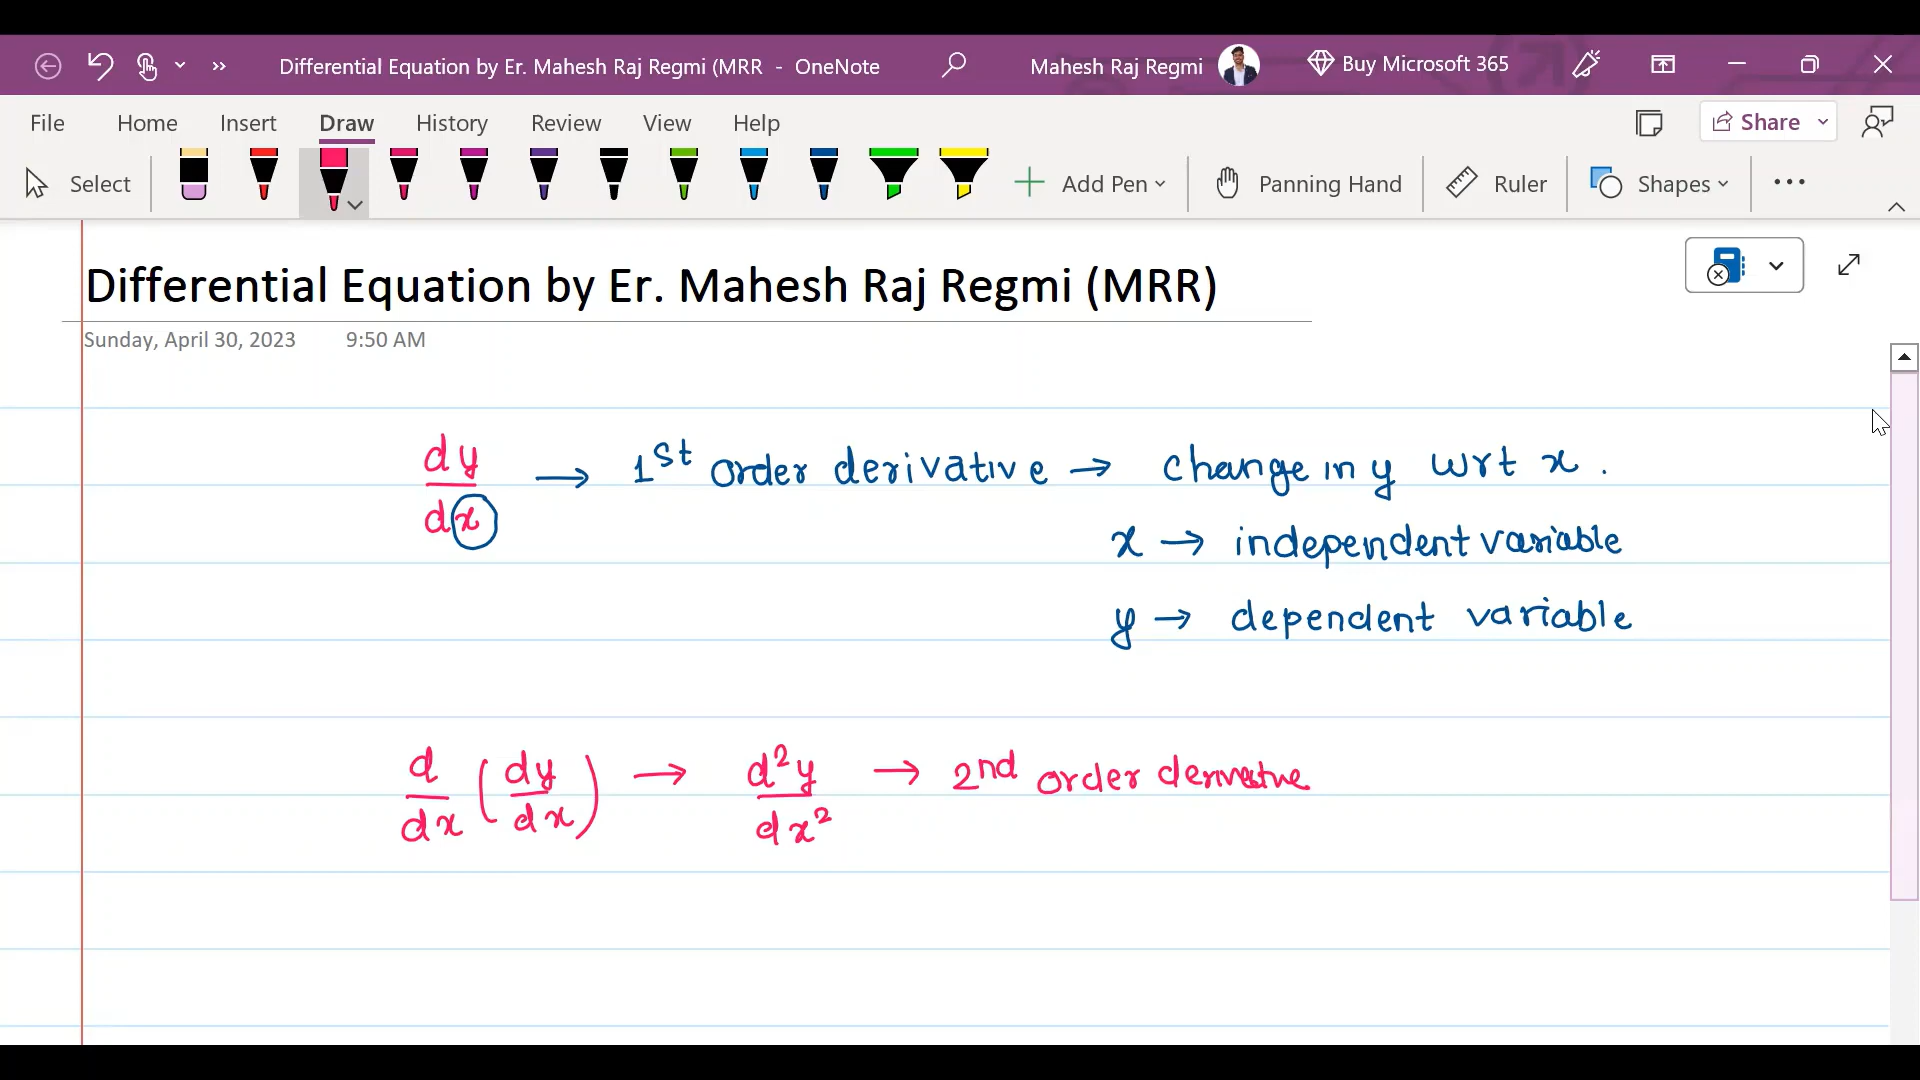 Differential Equation by Er. Mahesh Raj Regmi (MRR - OneNote
Mahesh Raj Regmi
Buy Microsoft 365
File Home Insert Draw History Review View Help
Share
Select
Add Pen
Panning Hand
Ruler
Shapes
Differential Equation by Er. Mahesh Raj Regmi (MRR)
Sunday, April 30, 2023 9:50 AM
dy/dx → 1st order derivative → change in y wrt x .
x → independent variable
y → dependent variable
d/dx (dy/dx) → d²y/dx² → 2nd order derivative